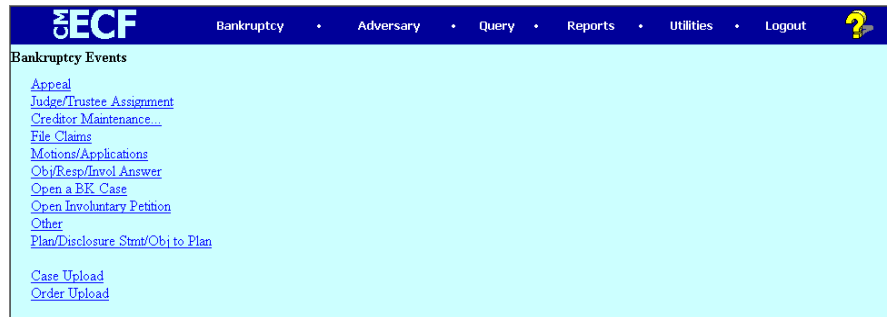 CM ECF Bankruptcy • Adversary • Query • Reports • Utilities • Logout ?
Bankruptcy Events
Appeal
Judge/Trustee Assignment
Creditor Maintenance...
File Claims
Motions/Applications
Obj/Resp/Invol Answer
Open a BK Case
Open Involuntary Petition
Other
Plan/Disclosure Stmt/Obj to Plan
Case Upload
Order Upload